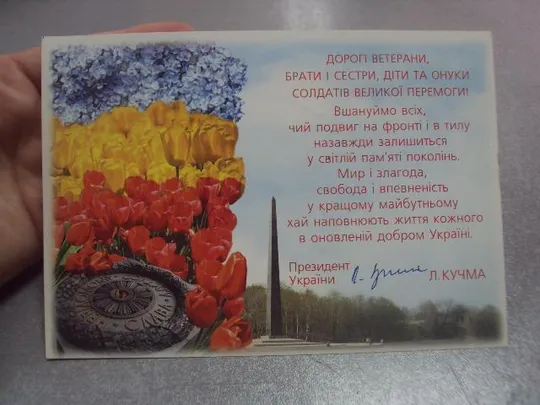 ДОРОГІ ВЕТЕРАНИ,
БРАТИ І СЕСТРИ, ДІТИ ТА ОНУКИ
СОЛДАТІВ ВЕЛИКОЇ ПЕРЕМОГИ!
Вшануймо всіх,
чий подвиг на фронті і в тилу
назавжди залишиться
у світлій пам'яті поколінь.
Мир і злагода,
свобода і впевненість
у кращому майбутньому
хай наповнюють життя кожного
в оновленій добром Україні.
Президент
України
Л.КУЧМА